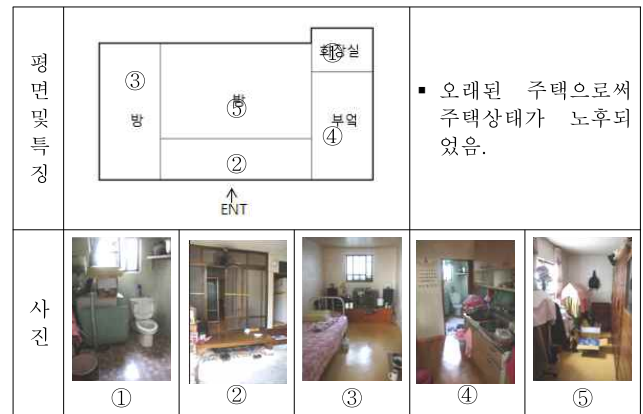 평면및특징
화장실
①
③
방
⑤
방
부엌
④
②
ENT
▪ 오래된 주택으로써
주택상태가 노후되
었음.
사진
① ② ③ ④ ⑤